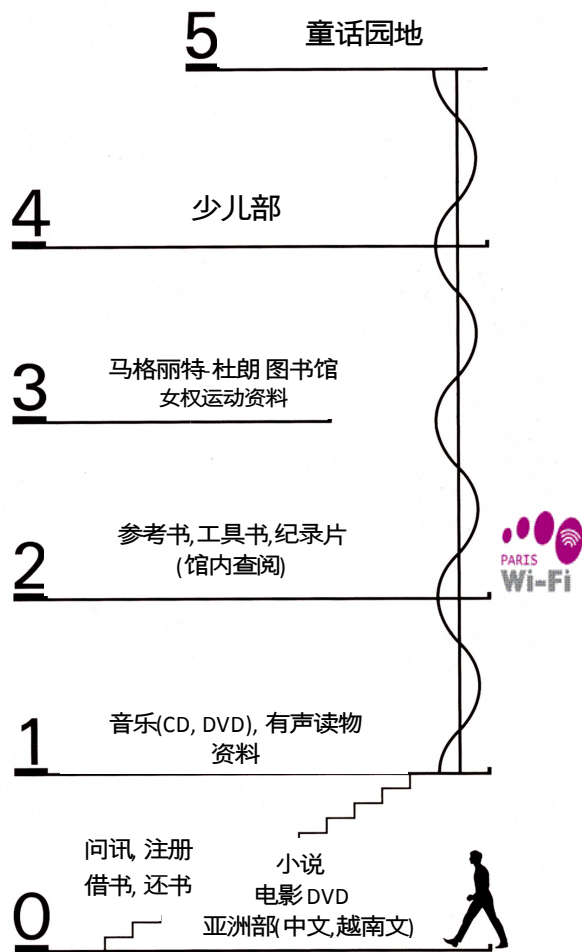 5
童话园地
4
少儿部
3
马格丽特-杜朗 图书馆
女权运动资料
2
参考书,工具书,纪录片
(馆内查阅)
PARIS
Wi-Fi
1
音乐(CD, DVD), 有声读物
资料
0
问讯, 注册
借书, 还书
小说
电影 DVD
亚洲部(中文,越南文)